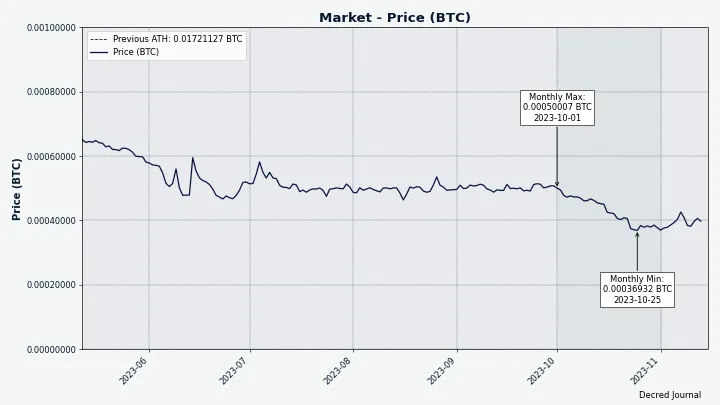 Market - Price (BTC)
Previous ATH: 0.01721127 BTC
Price (BTC)
Price (BTC)
0.00100000
0.00080000
0.00060000
0.00040000
0.00020000
0.00000000
Monthly Max:
0.00050007 BTC
2023-10-01
Monthly Min:
0.00036932 BTC
2023-10-25
2023-06
2023-07
2023-08
2023-09
2023-10
2023-11
Decred Journal